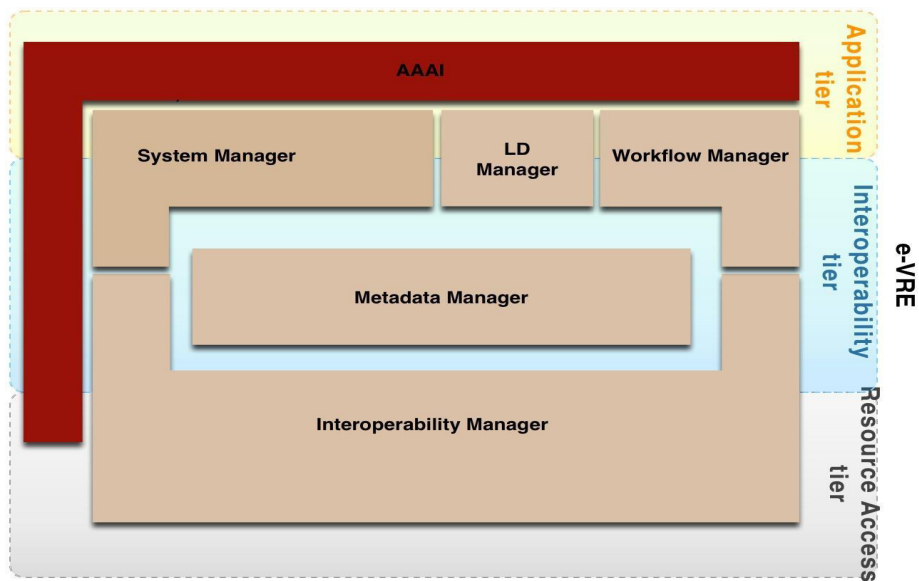 AAAI
System Manager
LD
Manager
Workflow Manager
Metadata Manager
Interoperability Manager
Application
tier
Interoperability
tier
Resource Access
tier
e-VRE